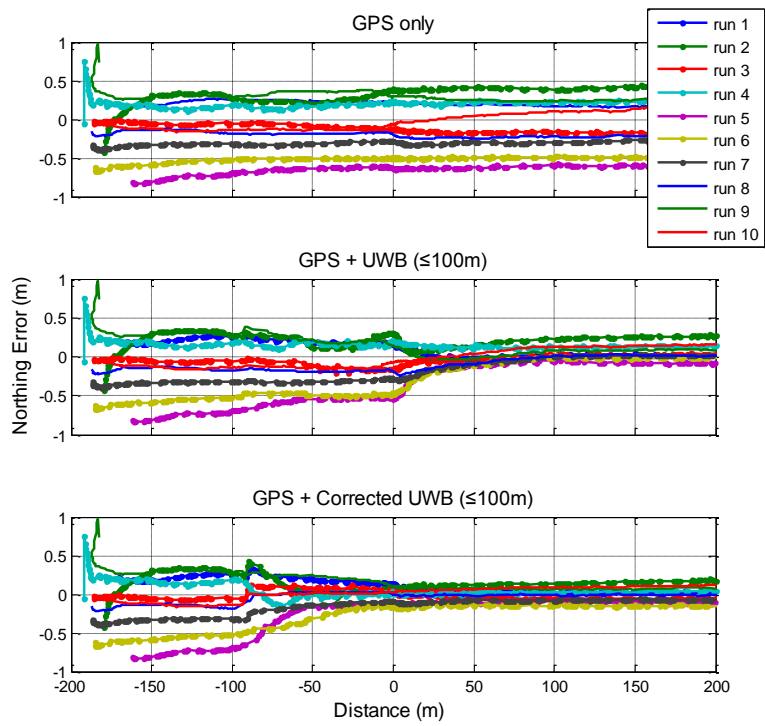 GPS only
1
0.5
0
-0.5
-1
run 1
run 2
run 3
run 4
run 5
run 6
run 7
run 8
run 9
run 10
GPS + UWB (≤100m)
Northing Error (m)
1
0.5
0
-0.5
-1
GPS + Corrected UWB (≤100m)
1
0.5
0
-0.5
-1
-200 -150 -100 -50 0 50 100 150 200
Distance (m)